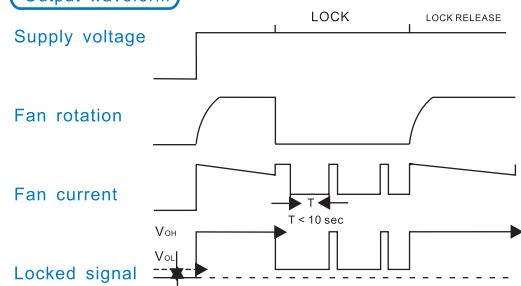 Output waveform
LOCK
LOCK RELEASE
Supply voltage
Fan rotation
Fan current
T
T < 10 sec
VOH
VOL
Locked signal